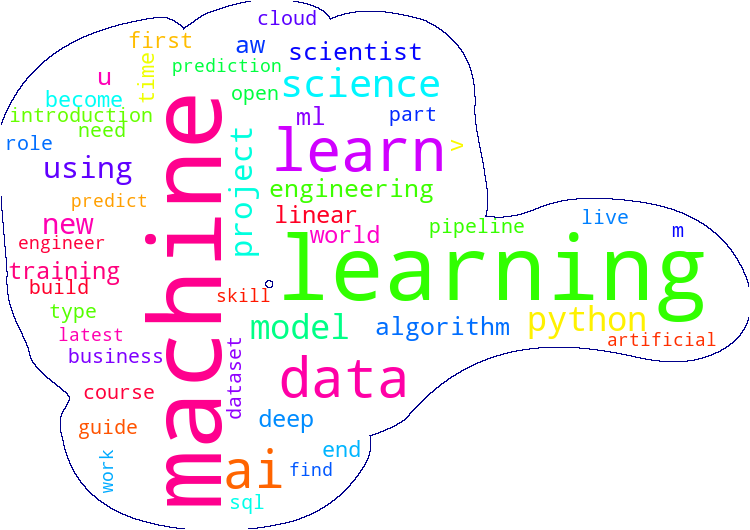 cloud
first
aw
scientist
time
prediction
science
u
become
open
introduction
ml
part
need
role
machine
project
learn
>
using
engineering
predict
new
linear
live
engineer
world
pipeline
m
training
learning
build
skill
type
model
algorithm
python
latest
artificial
business
dataset
data
course
deep
guide
end
work
ai
find
sql